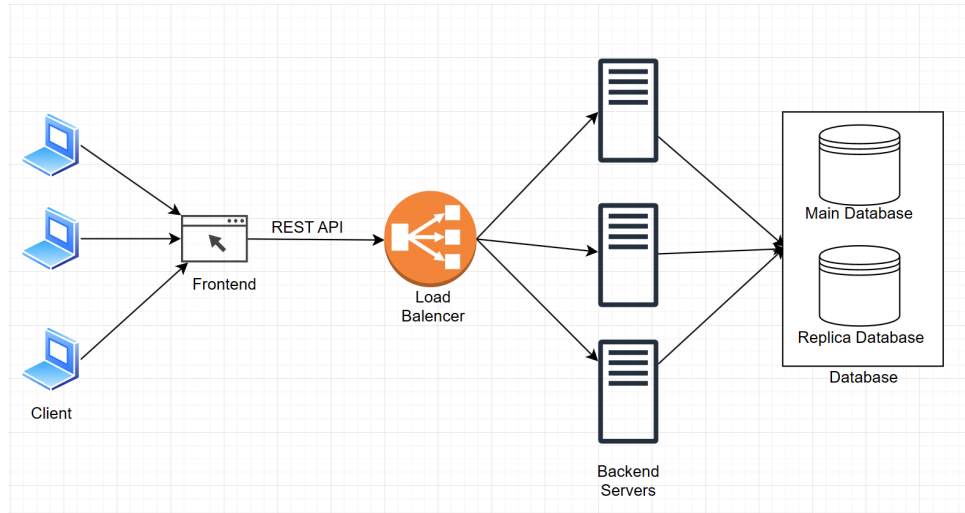 REST API
Frontend
Load
Balencer
Client
Backend
Servers
Main Database
Replica Database
Database